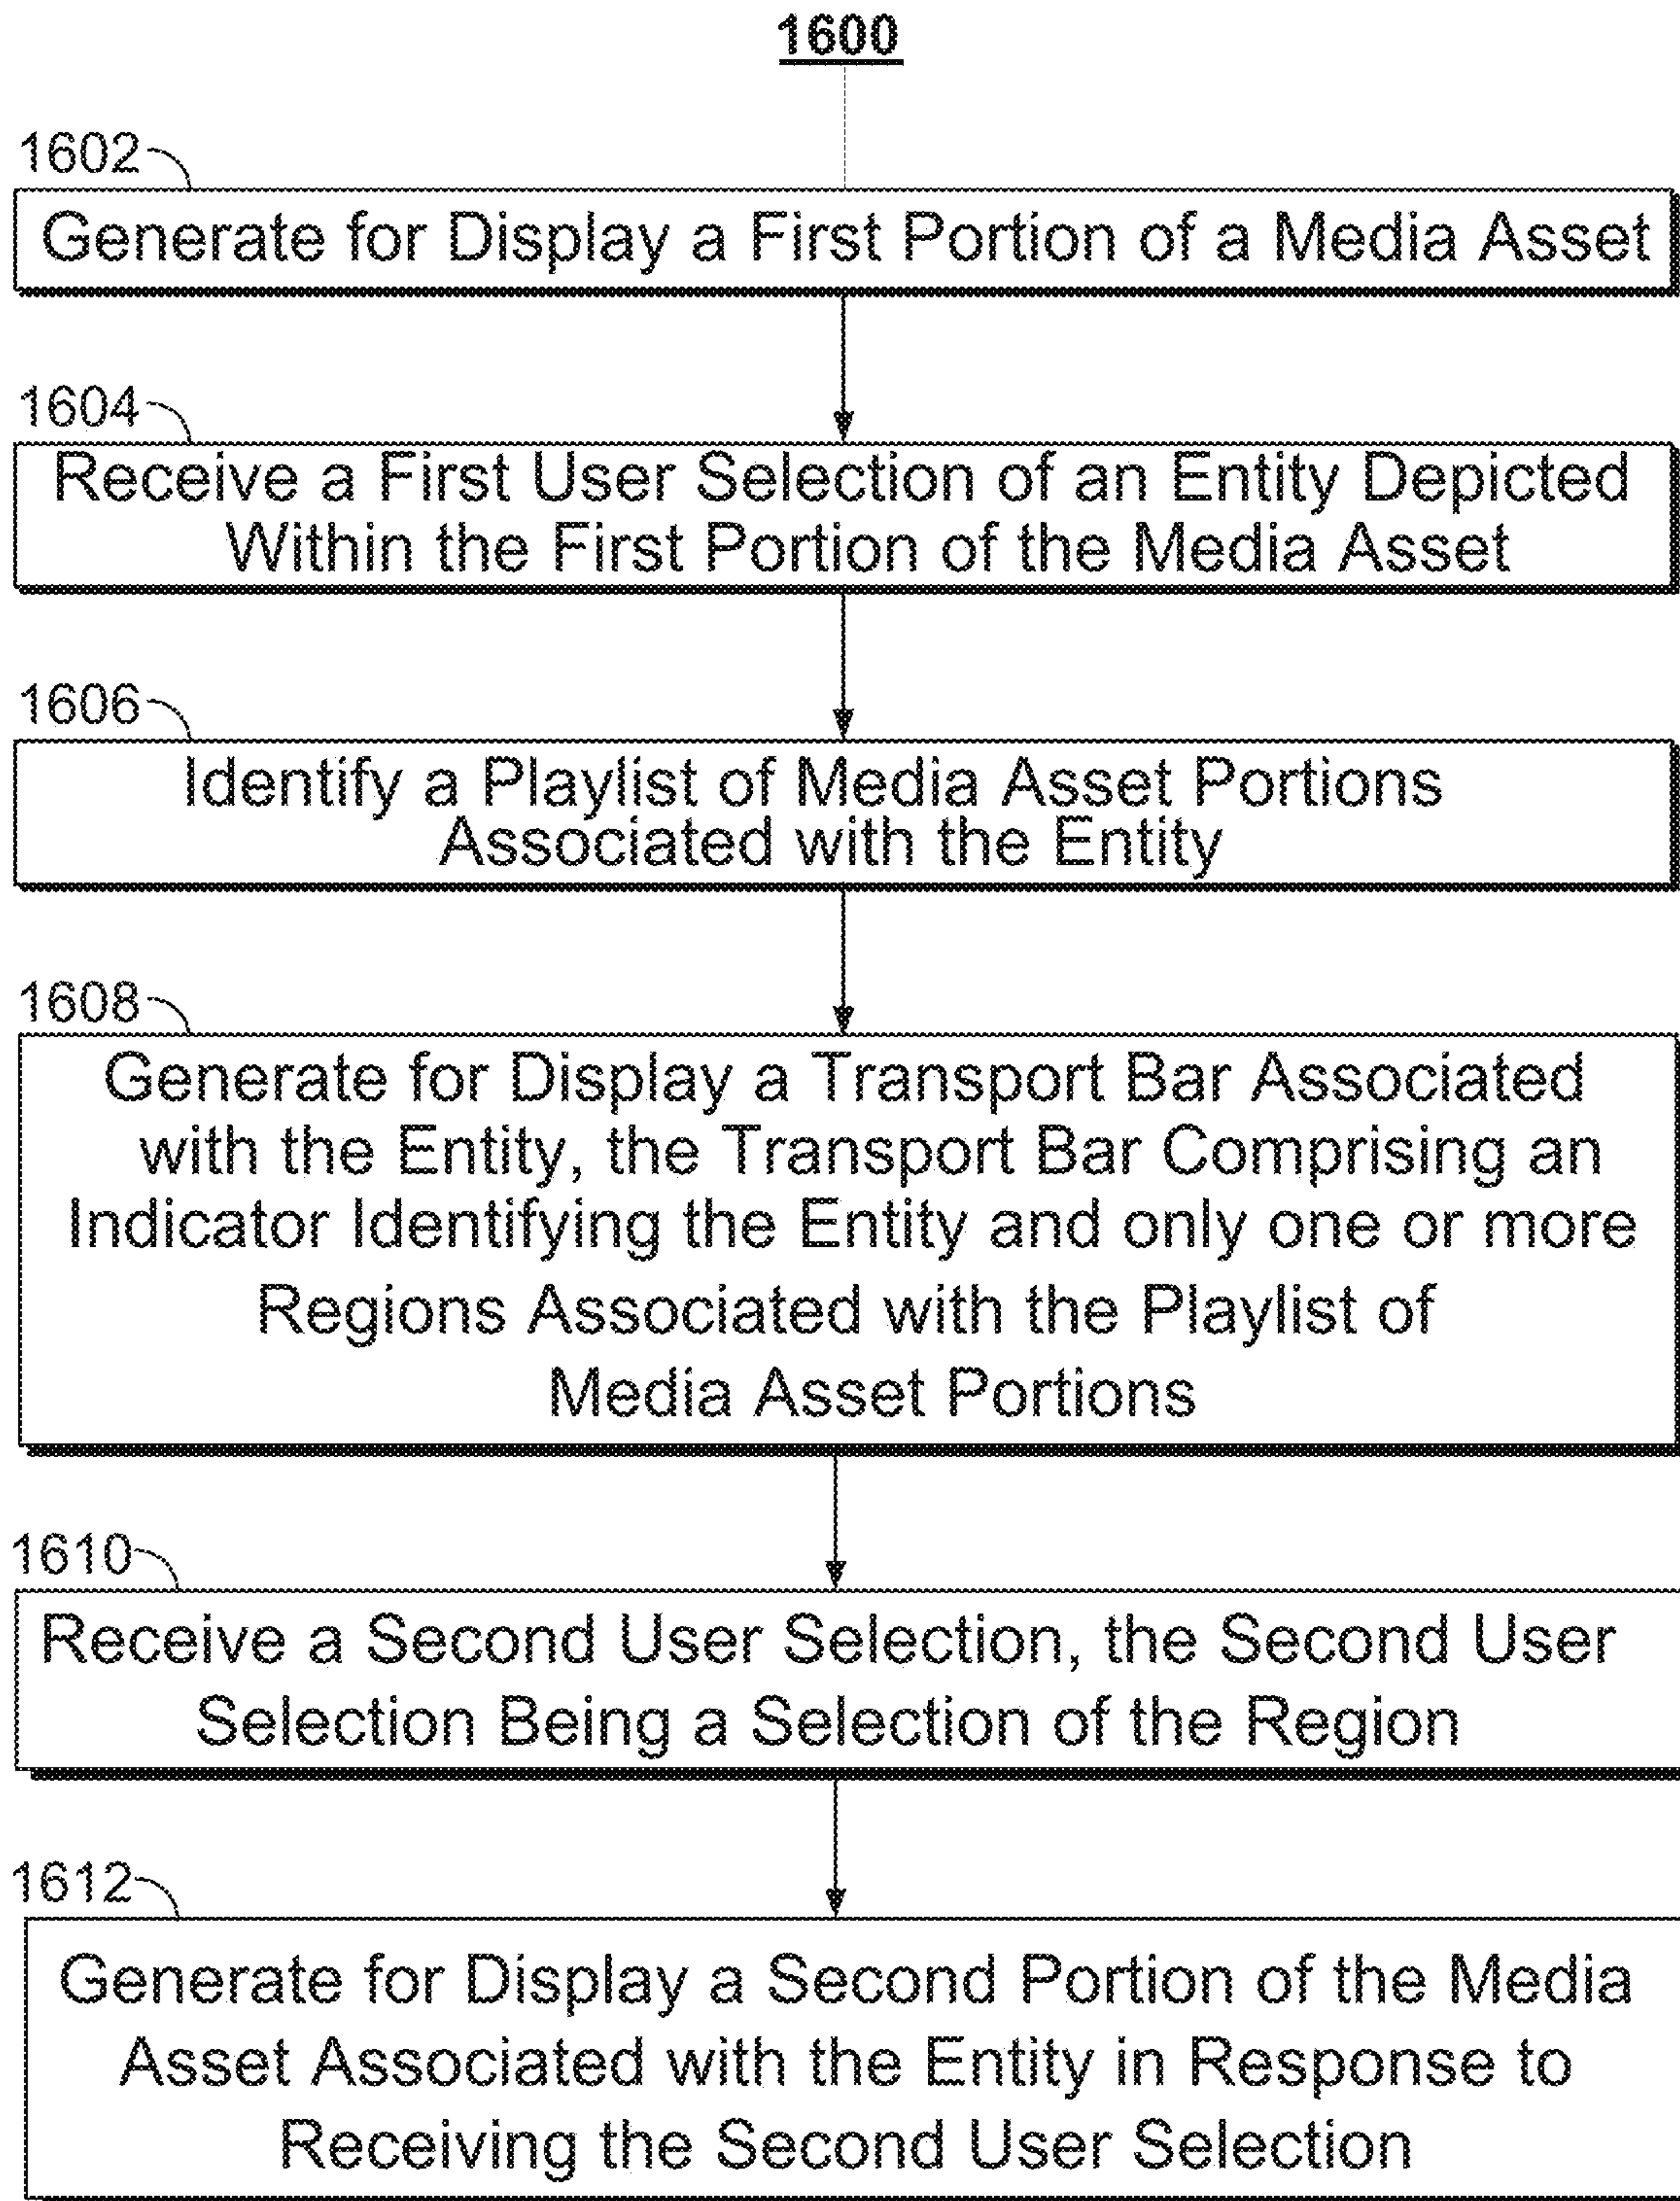 1600
1602
Generate for Display a First Portion of a Media Asset
1604
Receive a First User Selection of an Entity Depicted
Within the First Portion of the Media Asset
1606
Identify a Playlist of Media Asset Portions
Associated with the Entity
1608
Generate for Display a Transport Bar Associated
with the Entity, the Transport Bar Comprising an
Indicator Identifying the Entity and only one or more
Regions Associated with the Playlist of
Media Asset Portions
1610
Receive a Second User Selection, the Second User
Selection Being a Selection of the Region
1612
Generate for Display a Second Portion of the Media
Asset Associated with the Entity in Response to
Receiving the Second User Selection